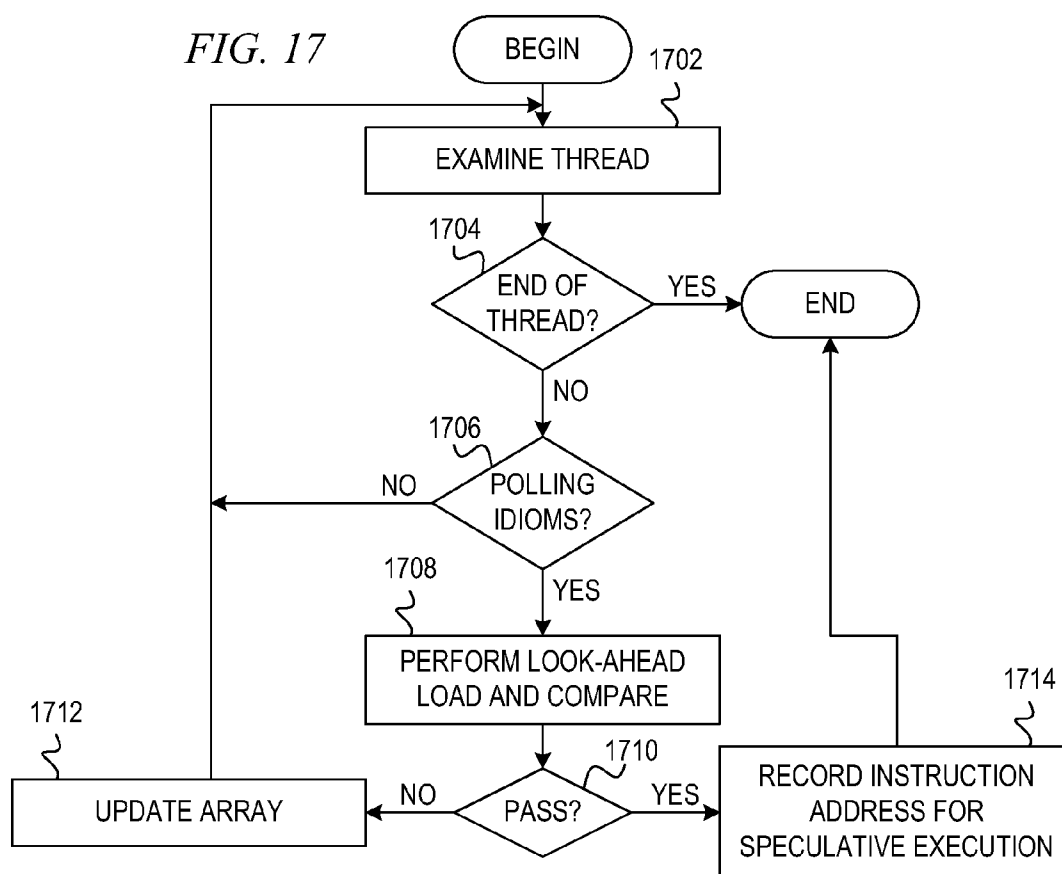 FIG. 17
BEGIN
1702
EXAMINE THREAD
1704
END OF
THREAD?
YES
END
NO
1706
POLLING
IDIOMS?
NO
YES
1708
PERFORM LOOK-AHEAD
LOAD AND COMPARE
1710
PASS?
NO
YES
1712
UPDATE ARRAY
1714
RECORD INSTRUCTION
ADDRESS FOR
SPECULATIVE EXECUTION